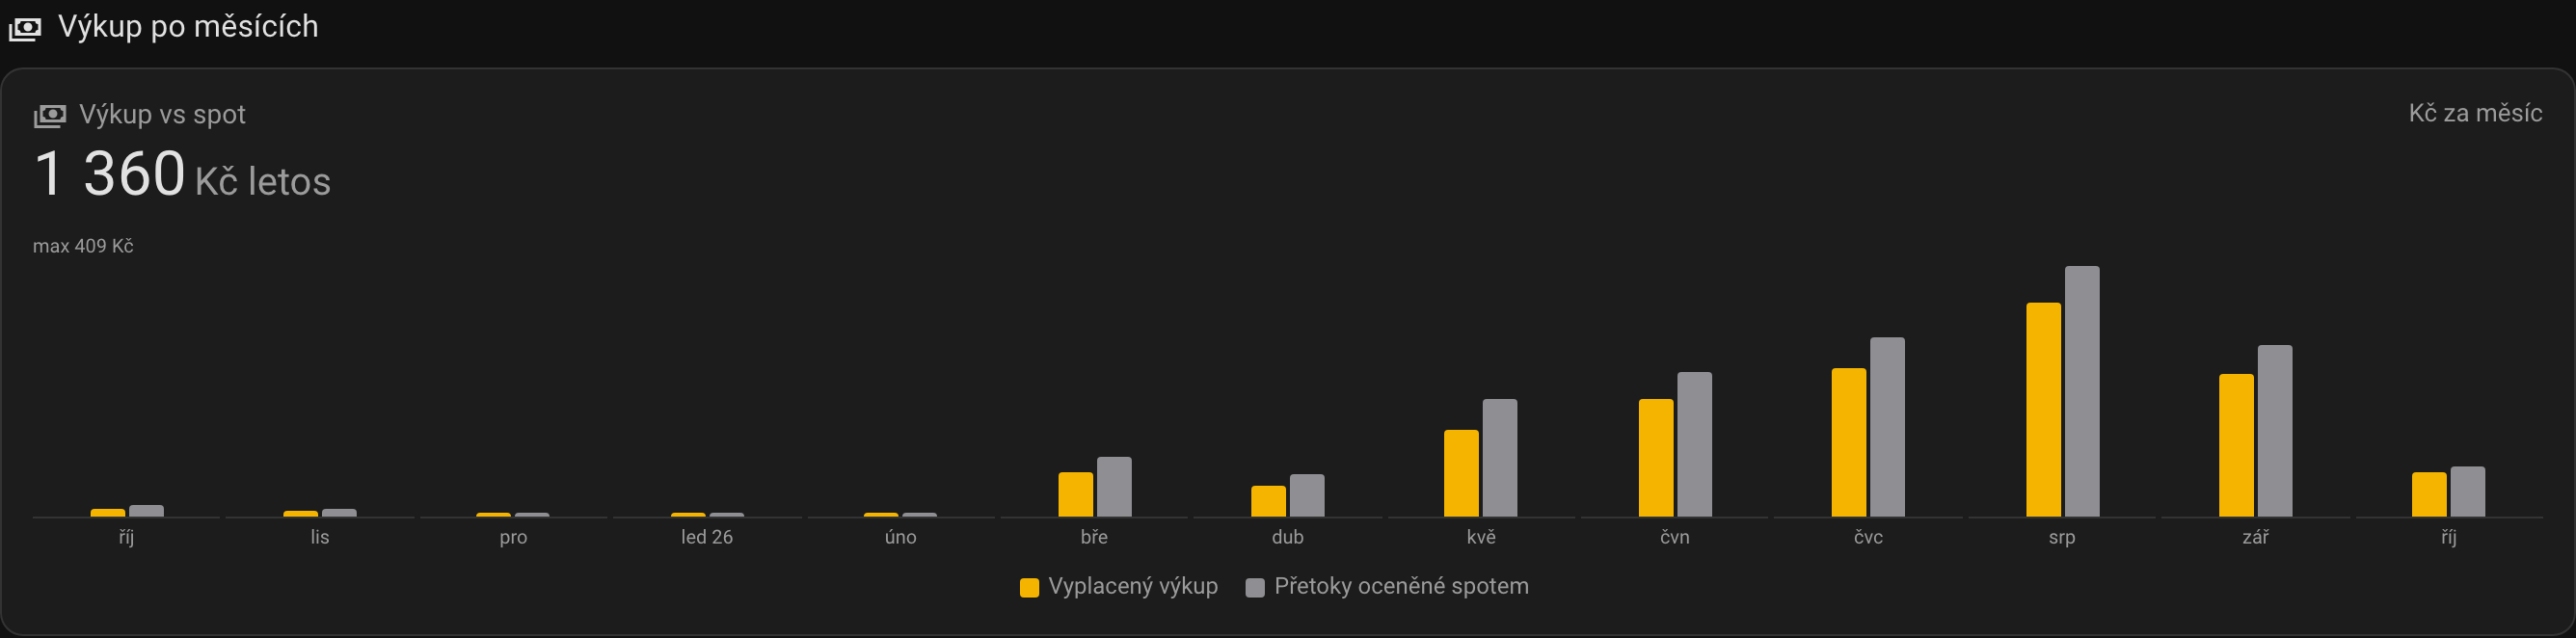 Výkup po měsících
Výkup vs spot
Kč za měsíc
1 360 Kč letos
max 409 Kč
říj lis pro led 26 úno bře dub kvě čvn čvc srp zář říj
Vyplacený výkup Přetoky oceněné spotem